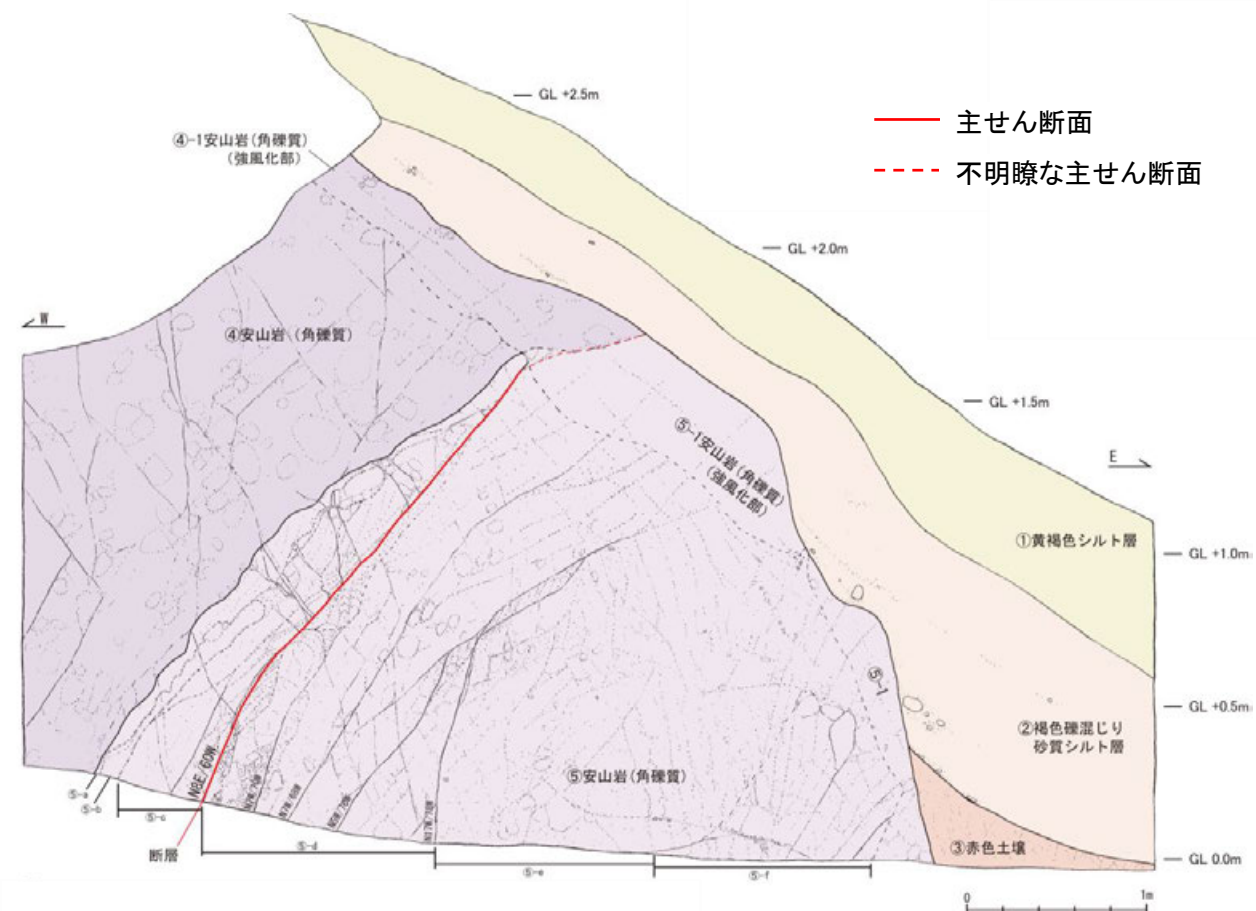 GL +2.5m
主せん断面
不明瞭な主せん断面
④-1安山岩(角礫質)
(強風化部)
GL +2.0m
W
④安山岩(角礫質)
GL +1.5m
⑤-1安山岩(角礫質)
(強風化部)
E
①黄褐色シルト層
GL +1.0m
⑤-1
GL +0.5m
②褐色礫混じり
砂質シルト層
N8E/60W
⑤安山岩(角礫質)
⑤-a
⑤-b
⑤-c
断層
⑤-d
⑤-e
⑤-f
③赤色土壌
GL 0.0m
0
1m